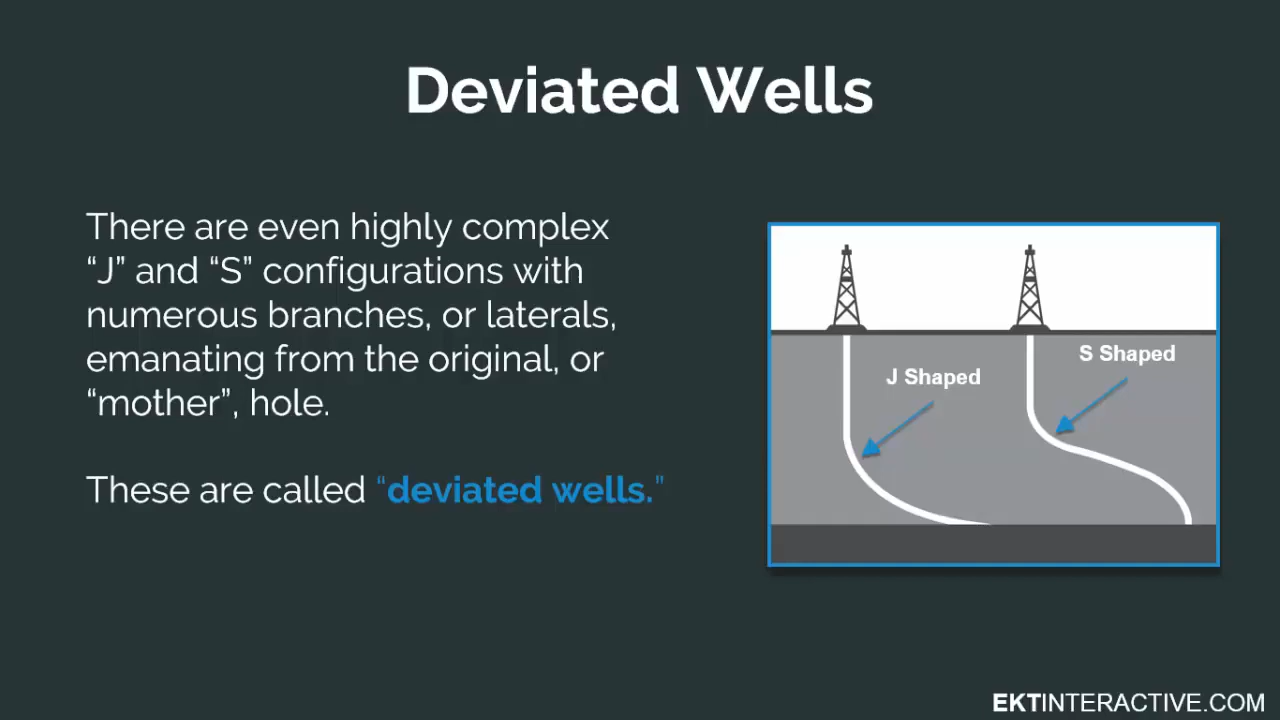 Deviated Wells
There are even highly complex
“J” and “S” configurations with
numerous branches, or laterals,
emanating from the original, or
“mother”, hole.
These are called “deviated wells.”
J Shaped
S Shaped
EKTINTERACTIVE.COM